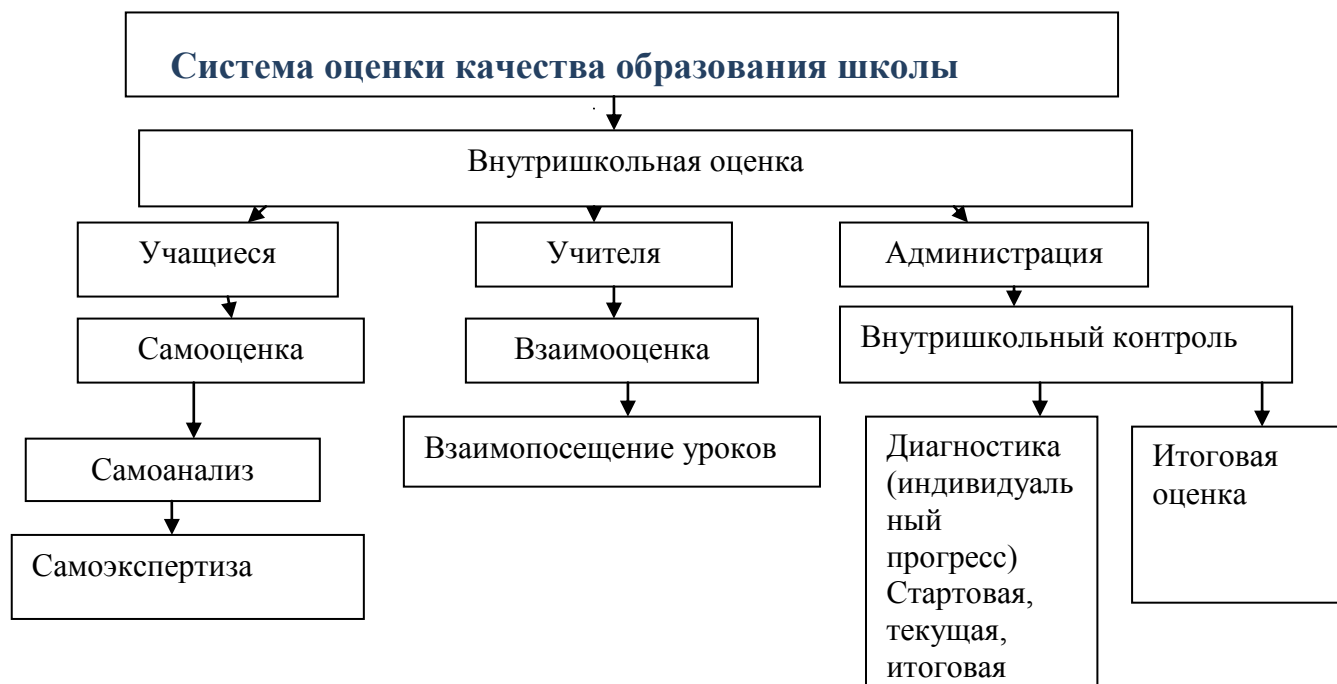 Система оценки качества образования школы
Внутришкольная оценка
Учащиеся
Учителя
Администрация
Самооценка
Взаимооценка
Внутришкольный контроль
Самоанализ
Взаимопосещение уроков
Диагностика
(индивидуаль
ный
прогресс)
Стартовая,
текущая,
итоговая
Итоговая
оценка
Самоэкспертиза